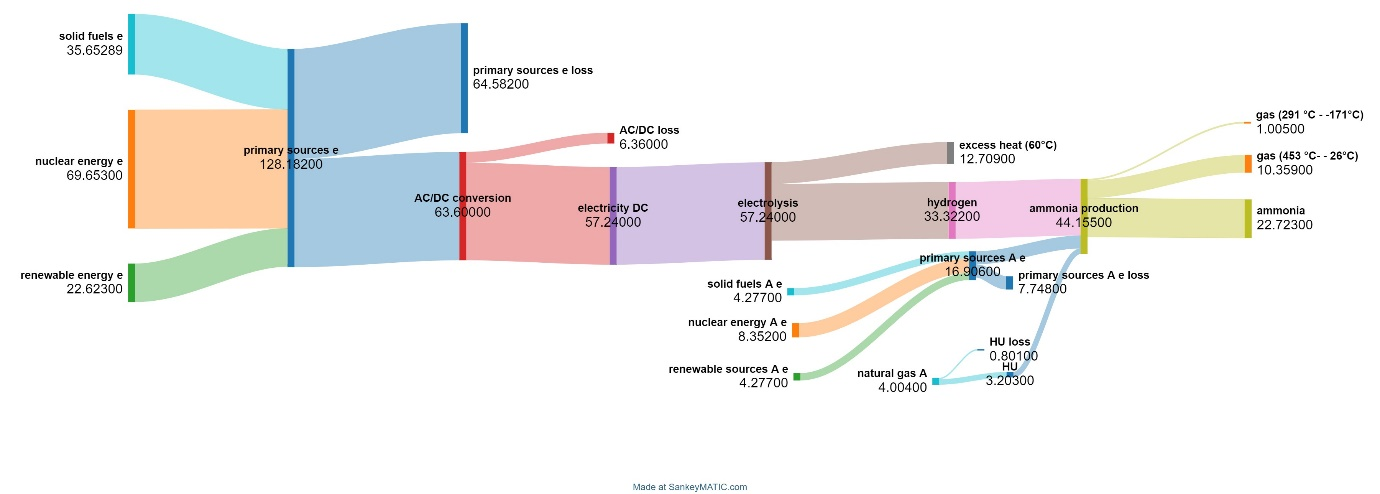 solid fuels e
35.65289
nuclear energy e
69.65300
renewable energy e
22.62300
primary sources e
128.18200
primary sources e loss
64.58200
AC/DC loss
6.36000
AC/DC conversion
63.60000
electricity DC
57.24000
electrolysis
57.24000
excess heat (60°C)
12.70900
hydrogen
33.32200
ammonia production
44.15500
gas (291 °C - -171°C)
1.00500
gas (453 °C- - 26°C)
10.35900
ammonia
22.72300
primary sources A e
16.90600
primary sources A e loss
7.74800
solid fuels A e
4.27700
nuclear energy A e
8.35200
renewable sources A e
4.27700
natural gas A
4.00400
HU loss
0.80100
HU
3.20300
Made at SankeyMATIC.com